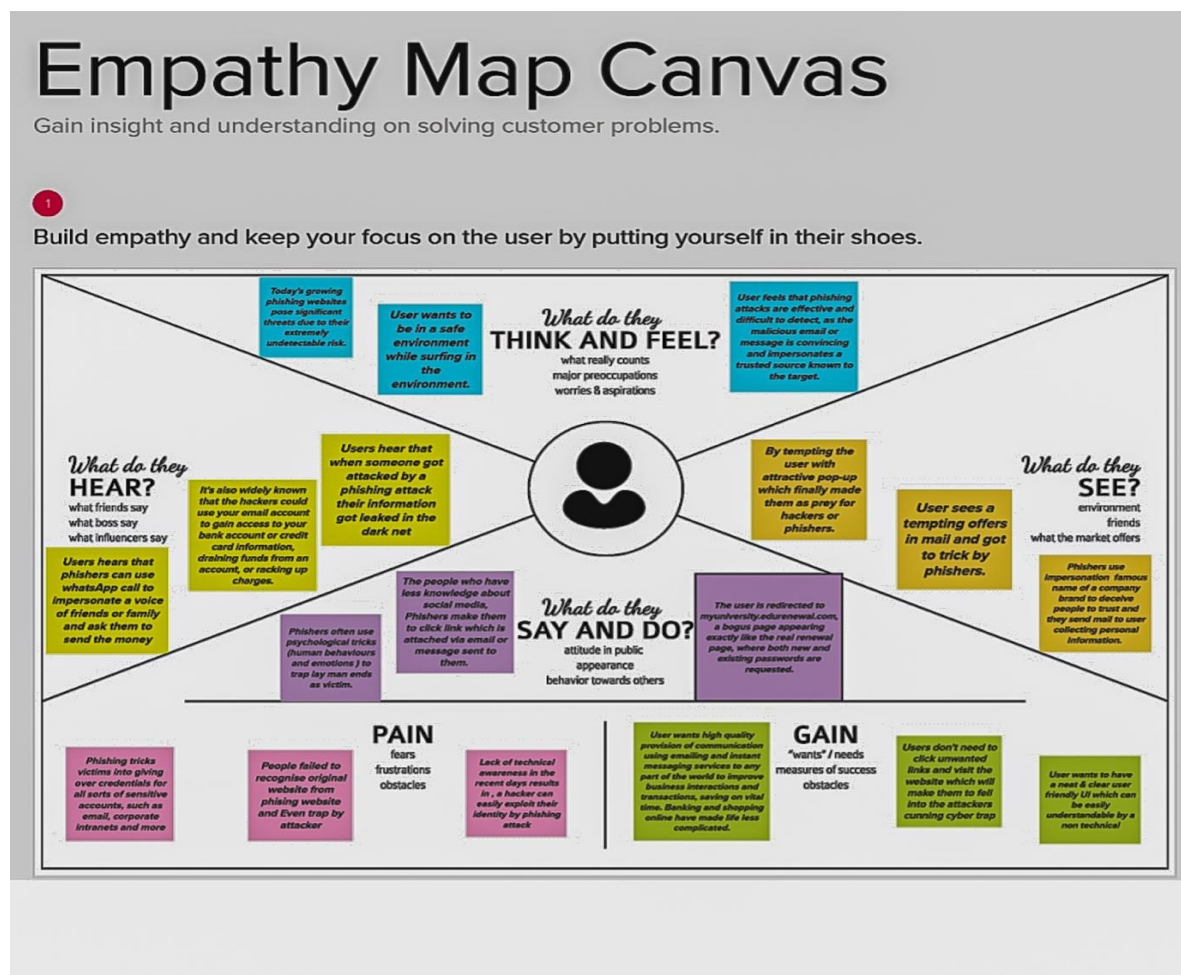 Empathy Map Canvas
Gain insight and understanding on solving customer problems.
1
Build empathy and keep your focus on the user by putting yourself in their shoes.
Today's growing
phishing websites
pose significant
threats due to their
extremely
undetectable risk.
User wants to
be in a safe
environment
while surfing in
the
environment.
What do they
THINK AND FEEL?
what really counts
major preoccupations
worries & aspirations
User feels that phishing
attacks are effective and
difficult to detect, as the
malicious email or
message is convincing
and impersonates a
trusted source known to
the target.
What do they
HEAR?
what friends say
what boss say
what influencers say
Users hears that
phishers can use
whatsApp call to
impersonate a voice
of friends or family
and ask them to
send the money
It's also widely known
that the hackers could
use your email account
to gain access to your
bank account or credit
card information,
draining funds from an
account, or racking up
charges.
Users hear that
when someone got
attacked by a
phishing attack
their information
got leaked in the
dark net
By tempting the
user with
attractive pop-up
which finally made
them as prey for
hackers or
phishers.
User sees a
tempting offers
in mail and got
to trick by
phishers.
What do they
SEE?
environment
friends
what the market offers
Phishers use
impersonation famous
name of a company
brand to deceive
people to trust and
they send mail to user
collecting personal
information.
Phishers often use
psychological tricks
(human behaviours
and emotions ) to
trap lay man ends
as victim.
The people who have
less knowledge about
social media,
Phishers make them
to click link which is
attached via email or
message sent to
them.
What do they
SAY AND DO?
attitude in public
appearance
behavior towards others
The user is redirected to
myuniversity.edurenewal.com,
a bogus page appearing
exactly like the real renewal
page, where both new and
existing passwords are
requested.
PAIN
fears
frustrations
obstacles
Phishing tricks
victims into giving
over credentials for
all sorts of sensitive
accounts, such as
email, corporate
intranets and more
People failed to
recognise original
website from
phising website
and Even trap by
attacker
Lack of technical
awareness in the
recent days results
in , a hacker can
easily exploit their
identity by phishing
attack
GAIN
"wants" / needs
measures of success
obstacles
User wants high quality
provision of communication
using emailing and instant
messaging services to any
part of the world to improve
business interactions and
transactions, saving on vital
time. Banking and shopping
online have made life less
complicated.
Users don't need to
click unwanted
links and visit the
website which will
make them to fell
into the attackers
cunning cyber trap
User wants to have
a neat & clear user
friendly UI which can
be easily
understandable by a
non technical